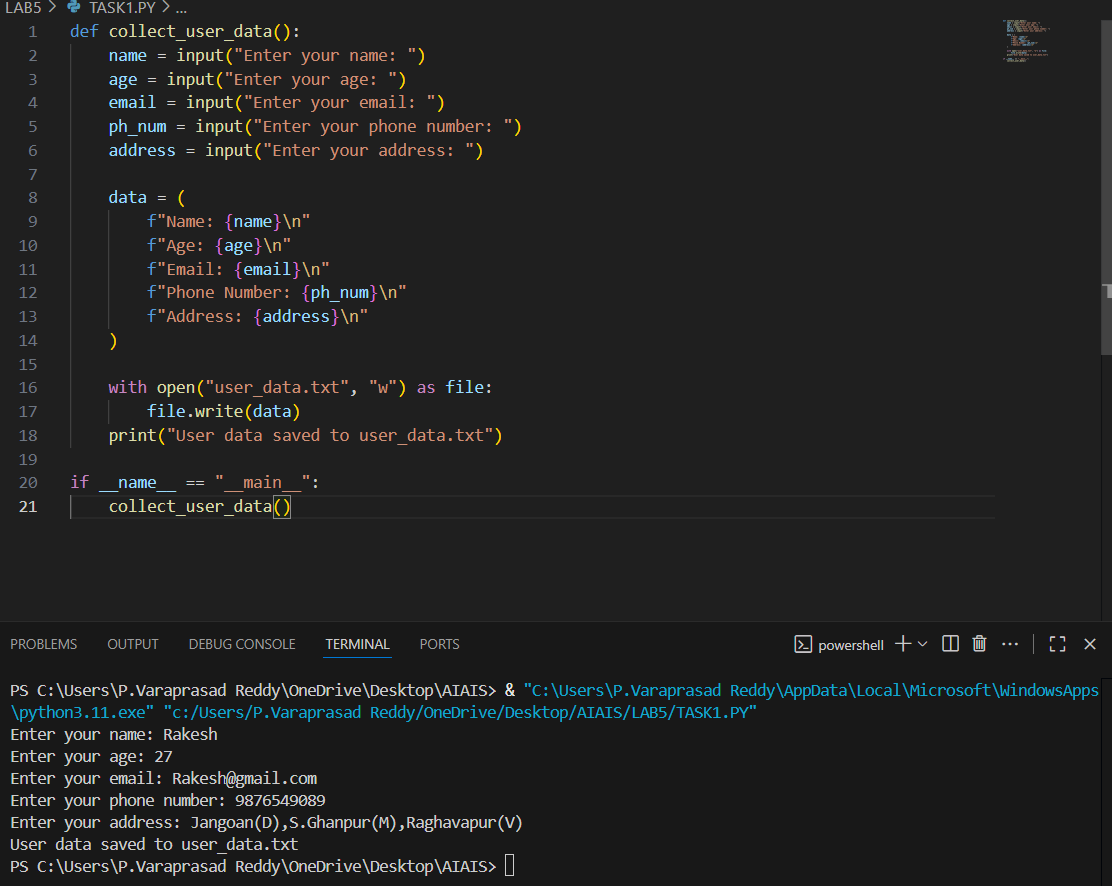 LAB5 > TASK1.PY > ...
1 def collect_user_data():
2     name = input("Enter your name: ")
3     age = input("Enter your age: ")
4     email = input("Enter your email: ")
5     ph_num = input("Enter your phone number: ")
6     address = input("Enter your address: ")
7
8     data = (
9         f"Name: {name}\n"
10         f"Age: {age}\n"
11         f"Email: {email}\n"
12         f"Phone Number: {ph_num}\n"
13         f"Address: {address}\n"
14     )
15
16     with open("user_data.txt", "w") as file:
17         file.write(data)
18     print("User data saved to user_data.txt")
19
20 if __name__ == "__main__":
21     collect_user_data()
PROBLEMS OUTPUT DEBUG CONSOLE TERMINAL PORTS powershell
PS C:\Users\P.Varaprasad Reddy\OneDrive\Desktop\AIAIS> & "C:\Users\P.Varaprasad Reddy\AppData\Local\Microsoft\WindowsApps
\python3.11.exe" "c:/Users/P.Varaprasad Reddy/OneDrive/Desktop/AIAIS/LAB5/TASK1.PY"
Enter your name: Rakesh
Enter your age: 27
Enter your email: Rakesh@gmail.com
Enter your phone number: 9876549089
Enter your address: Jangoan(D),S.Ghanpur(M),Raghavapur(V)
User data saved to user_data.txt
PS C:\Users\P.Varaprasad Reddy\OneDrive\Desktop\AIAIS>